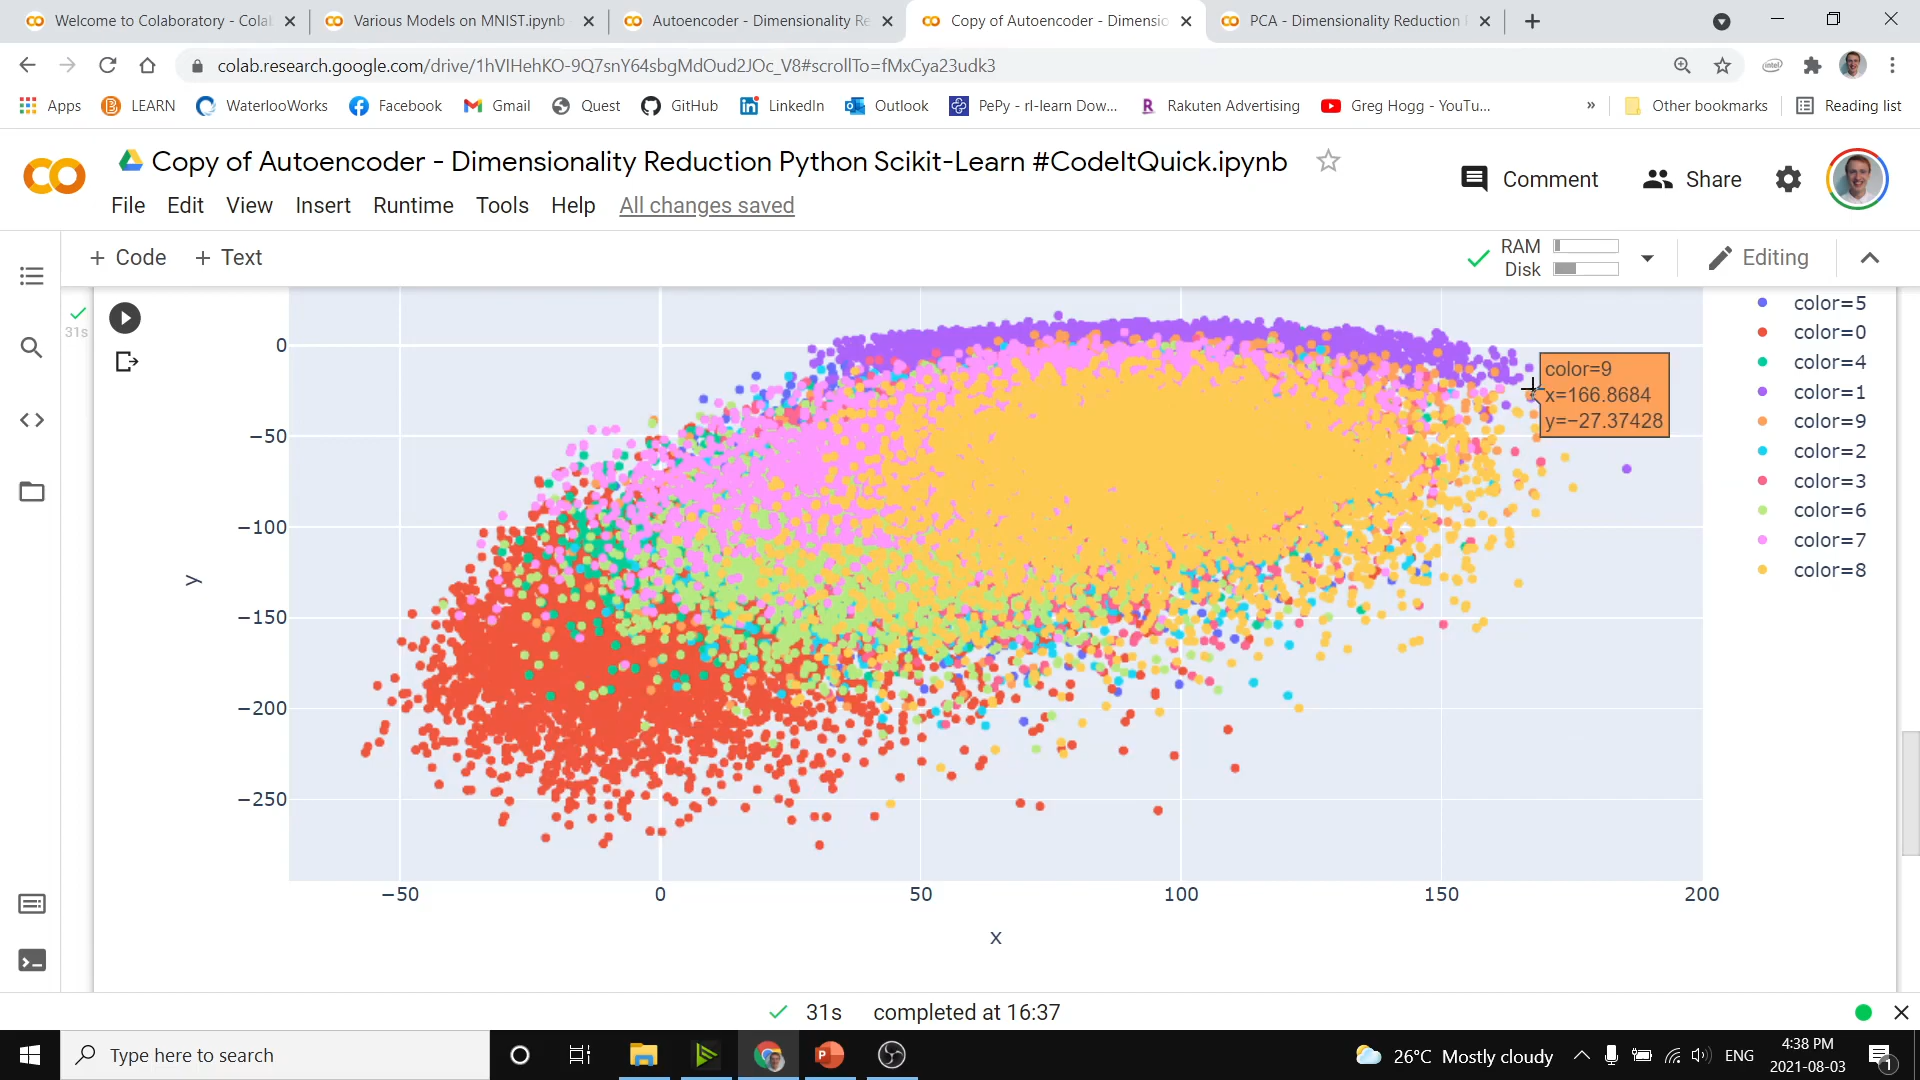 Welcome to Colaboratory - Cola
Various Models on MNIST.ipynb
Autoencoder - Dimensionality Re
Copy of Autoencoder - Dimensio
PCA - Dimensionality Reduction
colab.research.google.com/drive/1hVIHehKO-9Q7snY64sbgMdOud2JOc_V8#scrollTo=fMxCya23udk3
Apps LEARN WaterlooWorks Facebook Gmail Quest GitHub LinkedIn Outlook PePy - rl-learn Dow... Rakuten Advertising Greg Hogg - YouTu... » Other bookmarks Reading list
Copy of Autoencoder - Dimensionality Reduction Python Scikit-Learn #CodeItQuick.ipynb
Comment Share
File Edit View Insert Runtime Tools Help All changes saved
+ Code + Text
RAM
Disk
Editing
31s
0
−50
−100
−150
−200
−250
y
−50 0 50 100 150 200
x
color=9
x=166.8684
y=−27.37428
color=5
color=0
color=4
color=1
color=9
color=2
color=3
color=6
color=7
color=8
31s completed at 16:37
Type here to search
26°C Mostly cloudy
ENG
4:38 PM
2021-08-03
1